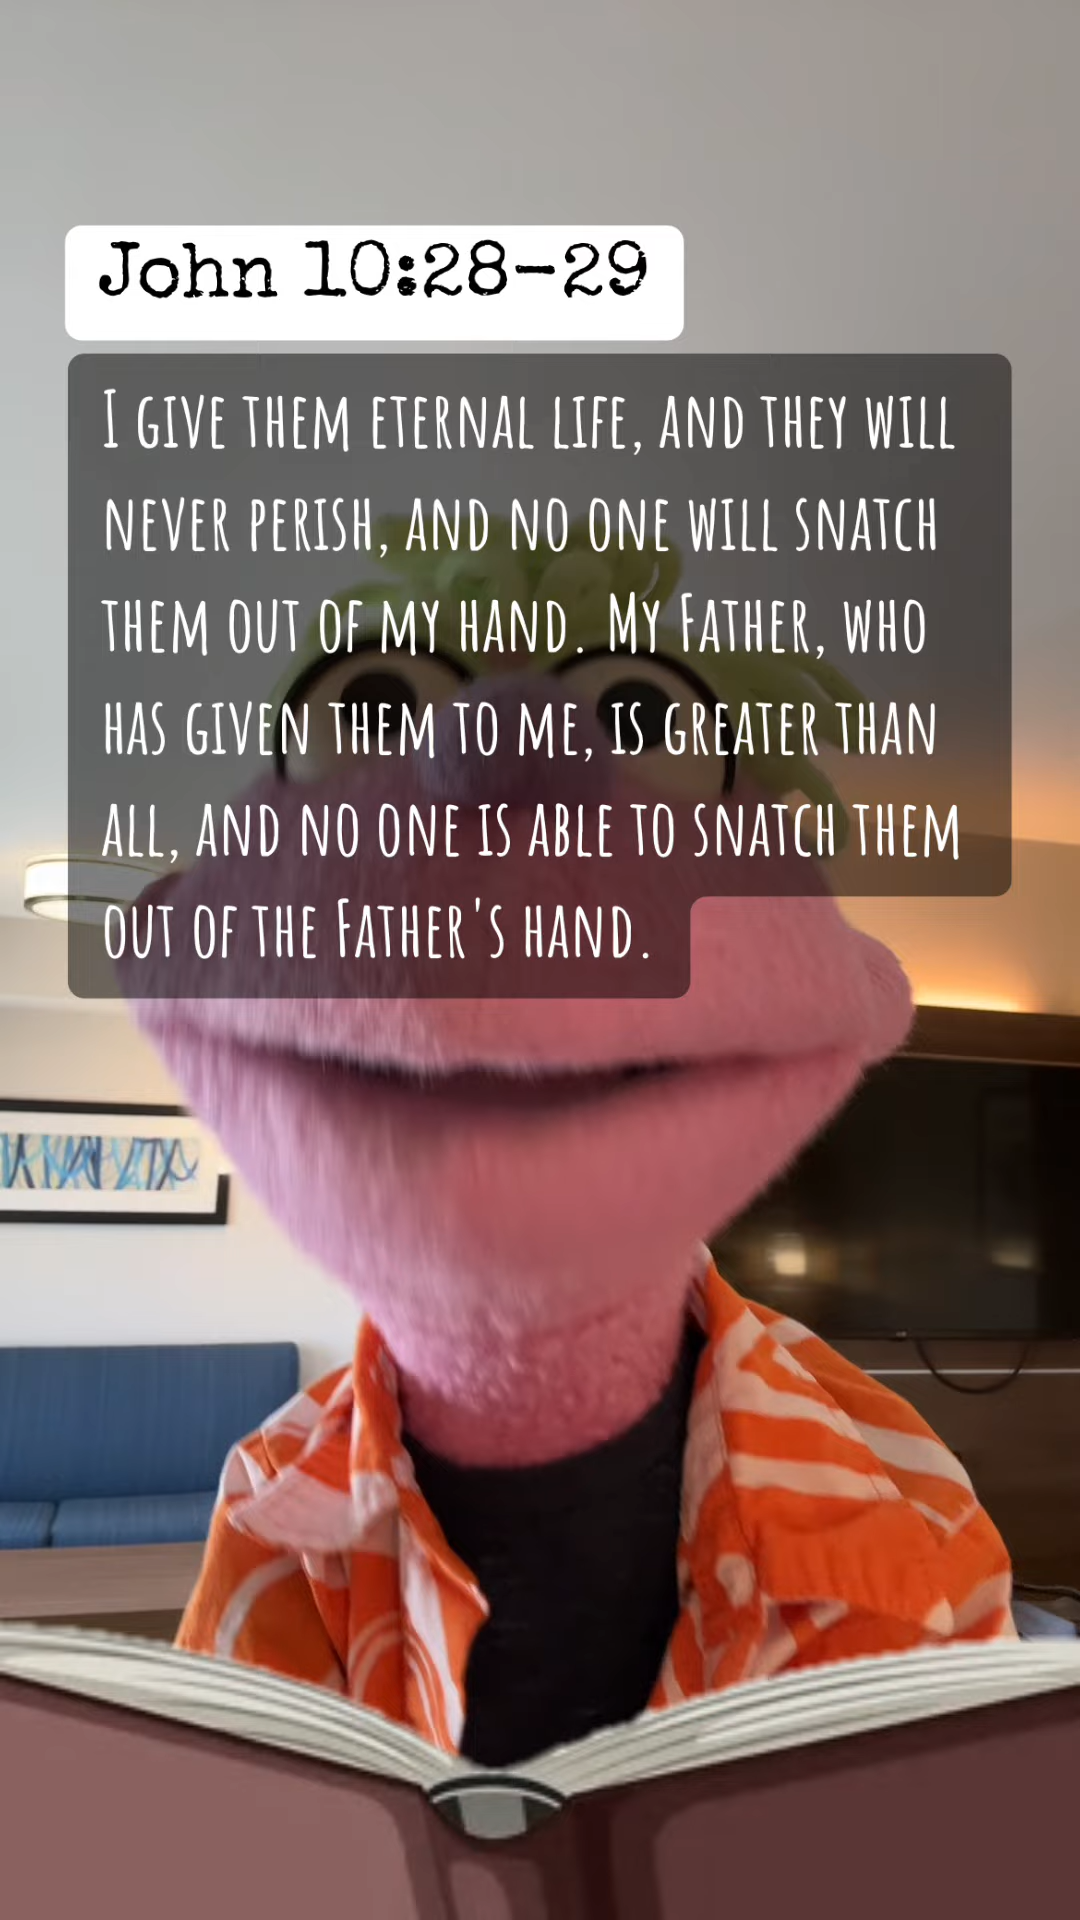 John 10:28-29
I give them eternal life, and they will
never perish, and no one will snatch
them out of my hand. My Father, who
has given them to me, is greater than
all, and no one is able to snatch them
out of the Father's hand.